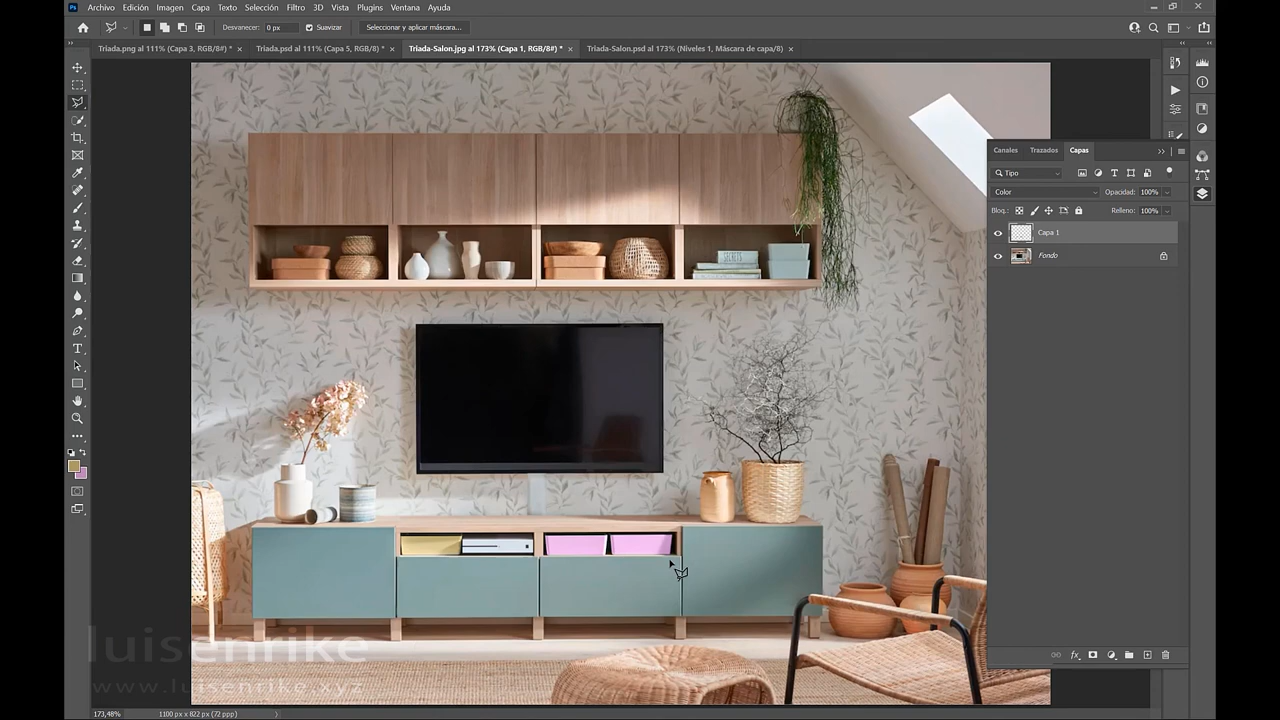 Archivo Edición Imagen Capa Texto Selección Filtro 3D Vista Plugins Ventana Ayuda
Desvanecer: 0 px Suavizar Seleccionar y aplicar máscara...
Triada.png al 111% (Capa 3, RGB/8#) * × Triada.psd al 111% (Capa 5, RGB/8) * × Triada-Salon.jpg al 173% (Capa 1, RGB/8#) * × Triada-Salon.psd al 173% (Niveles 1, Máscara de capa/8) ×
Canales Trazados Capas
Tipo
Color Opacidad: 100%
Bloq.: Relleno: 100%
Capa 1
Fondo
SECRETS
luisenrike
www.luisenrike.xyz
173,48% 1100 px x 822 px (72 ppp)